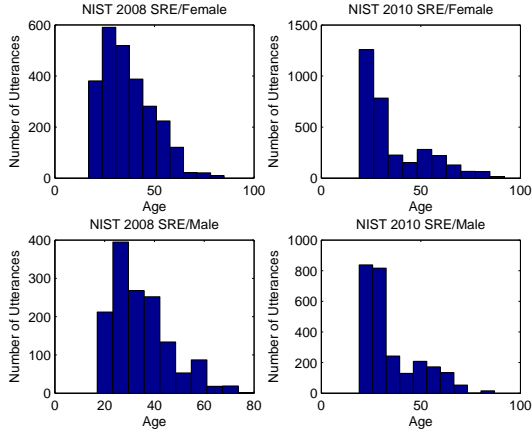 NIST 2008 SRE/Female
600
400
200
0
0 50 100
Number of Utterances
Age
NIST 2010 SRE/Female
1500
1000
500
0
0 50 100
Number of Utterances
Age
NIST 2008 SRE/Male
400
300
200
100
0
0 20 40 60 80
Number of Utterances
Age
NIST 2010 SRE/Male
1000
800
600
400
200
0
0 50 100
Number of Utterances
Age